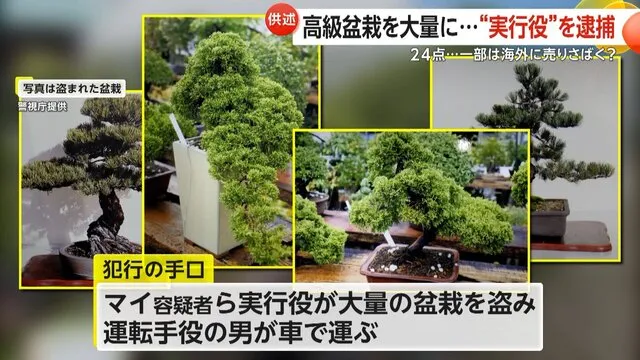 供述
高級盆栽を大量に…“実行役”を逮捕
24点…一部は海外に売りさばく?
写真は盗まれた盆栽
警視庁提供
犯行の手口
マイ容疑者ら実行役が大量の盆栽を盗み
運転手役の男が車で運ぶ